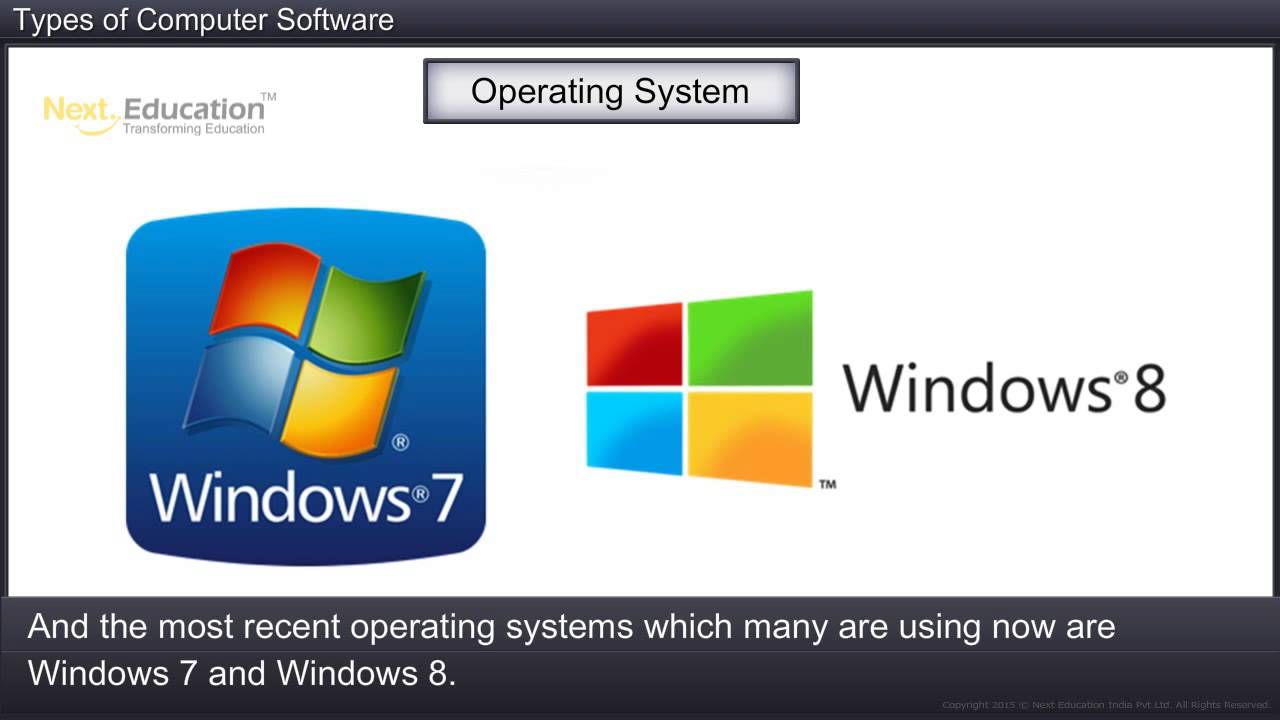 Types of Computer Software
Operating System
Next..Education™
Transforming Education
Windows®7
®
Windows®8
™
And the most recent operating systems which many are using now are
Windows 7 and Windows 8.
Copyright 2015 © Next Education India Pvt Ltd. All Rights Reserved.